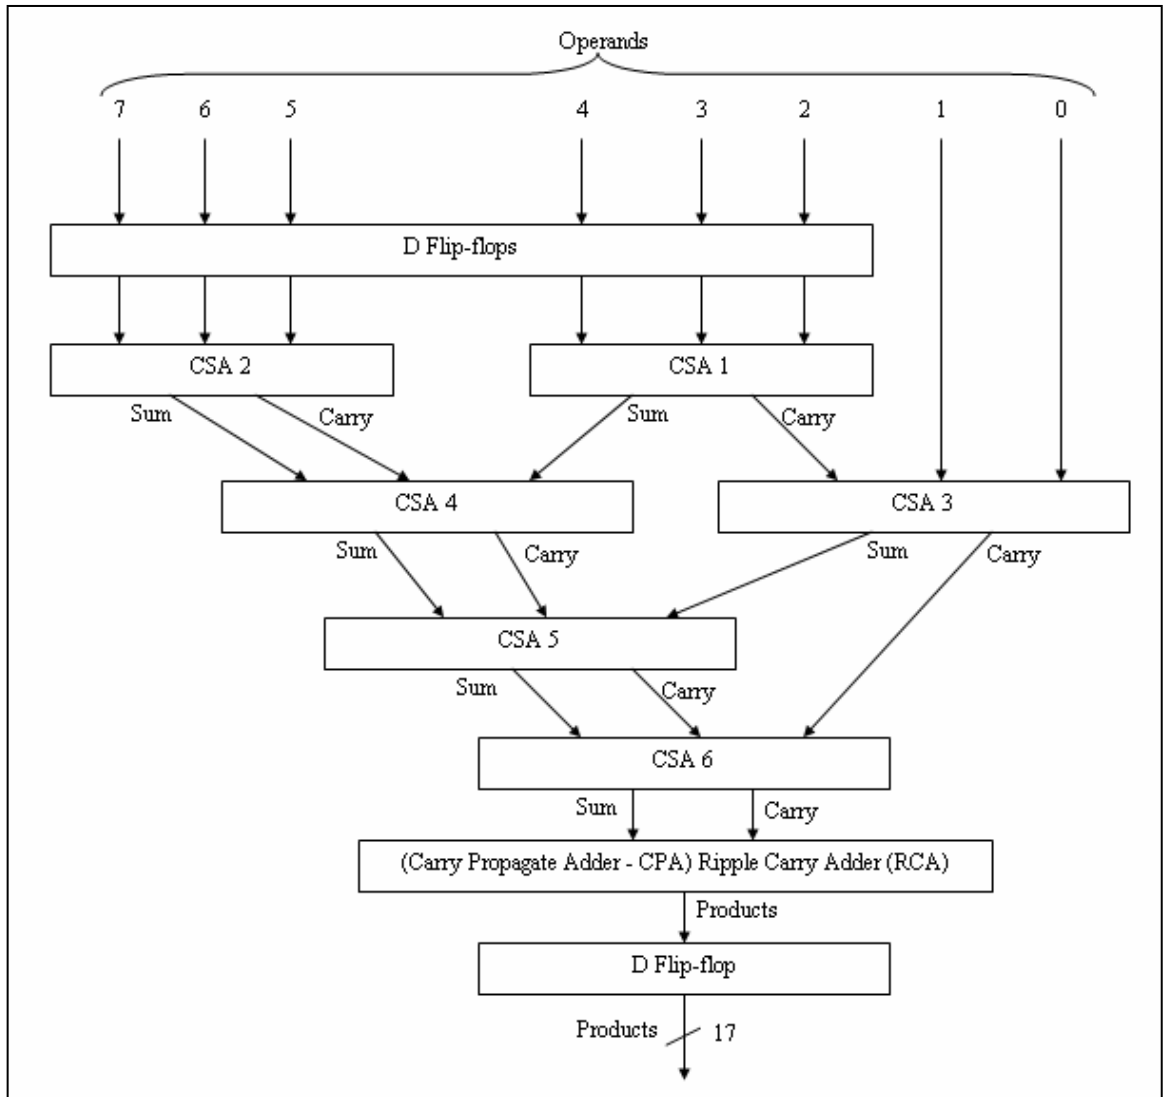 Operands
7 6 5 4 3 2 1 0
D Flip-flops
CSA 2
CSA 1
Sum
Carry
Sum
Carry
CSA 4
CSA 3
Sum
Carry
Sum
Carry
CSA 5
Sum
Carry
CSA 6
Sum
Carry
(Carry Propagate Adder - CPA) Ripple Carry Adder (RCA)
Products
D Flip-flop
Products 17